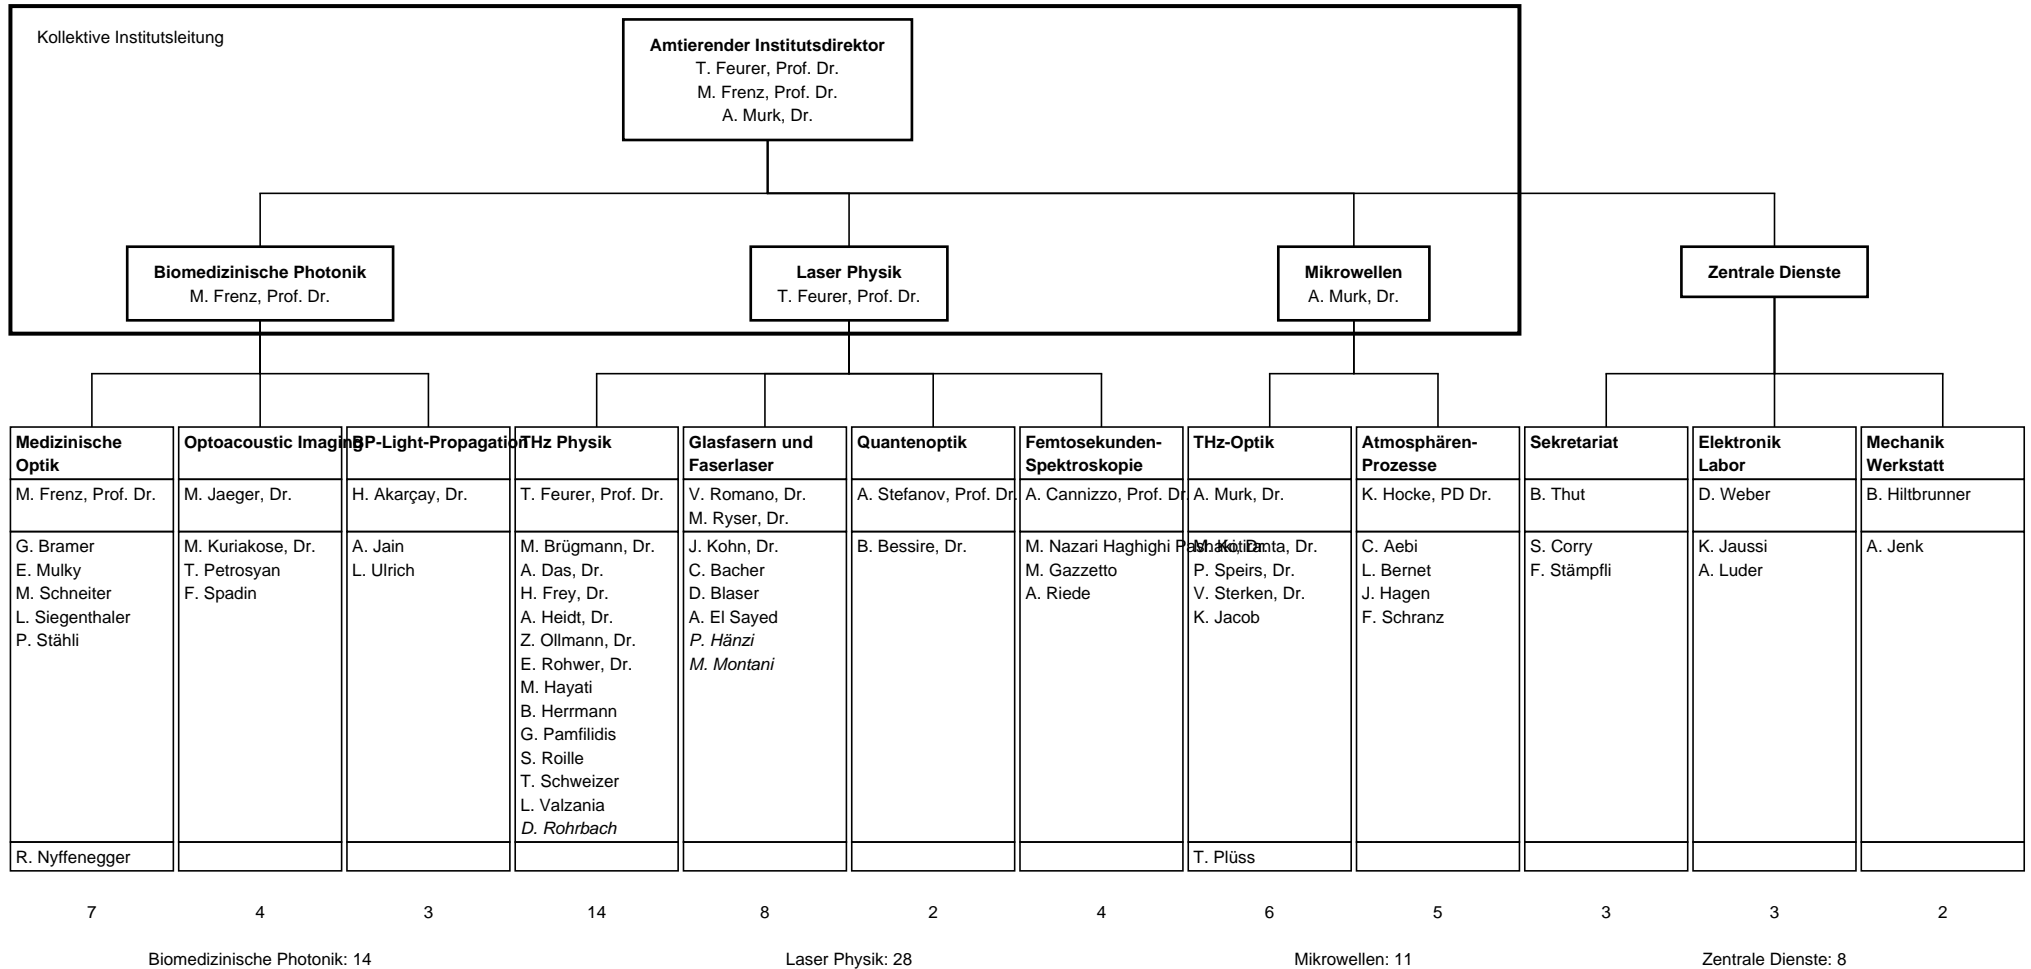 Kollektive Institutsleitung
Amtierender Institutsdirektor
T. Feurer, Prof. Dr.
M. Frenz, Prof. Dr.
A. Murk, Dr.
Biomedizinische Photonik
M. Frenz, Prof. Dr.
Laser Physik
T. Feurer, Prof. Dr.
Mikrowellen
A. Murk, Dr.
Zentrale Dienste
Medizinische
Optik
M. Frenz, Prof. Dr.
G. Bramer
E. Mulky
M. Schneiter
L. Siegenthaler
P. Stähli
R. Nyffenegger
Optoacoustic Imaging
M. Jaeger, Dr.
M. Kuriakose, Dr.
T. Petrosyan
F. Spadin
BP-Light-Propagation
H. Akarçay, Dr.
A. Jain
L. Ulrich
THz Physik
T. Feurer, Prof. Dr.
M. Brügmann, Dr.
A. Das, Dr.
H. Frey, Dr.
A. Heidt, Dr.
Z. Ollmann, Dr.
E. Rohwer, Dr.
M. Hayati
B. Herrmann
G. Pamfilidis
S. Roille
T. Schweizer
L. Valzania
D. Rohrbach
Glasfasern und
Faserlaser
V. Romano, Dr.
M. Ryser, Dr.
J. Kohn, Dr.
C. Bacher
D. Blaser
A. El Sayed
P. Hänzi
M. Montani
Quantenoptik
A. Stefanov, Prof. Dr.
B. Bessire, Dr.
Femtosekunden-
Spektroskopie
A. Cannizzo, Prof. Dr.
M. Nazari Haghighi
M. Gazzetto
A. Riede
THz-Optik
A. Murk, Dr.
Dr.
P. Speirs, Dr.
V. Sterken, Dr.
K. Jacob
T. Plüss
Atmosphären-
Prozesse
K. Hocke, PD Dr.
C. Aebi
L. Bernet
J. Hagen
F. Schranz
Sekretariat
B. Thut
S. Corry
F. Stämpfli
Elektronik
Labor
D. Weber
K. Jaussi
A. Luder
Mechanik
Werkstatt
B. Hiltbrunner
A. Jenk
7 4 3 14 8 2 4 6 5 3 3 2
Biomedizinische Photonik: 14 Laser Physik: 28 Mikrowellen: 11 Zentrale Dienste: 8